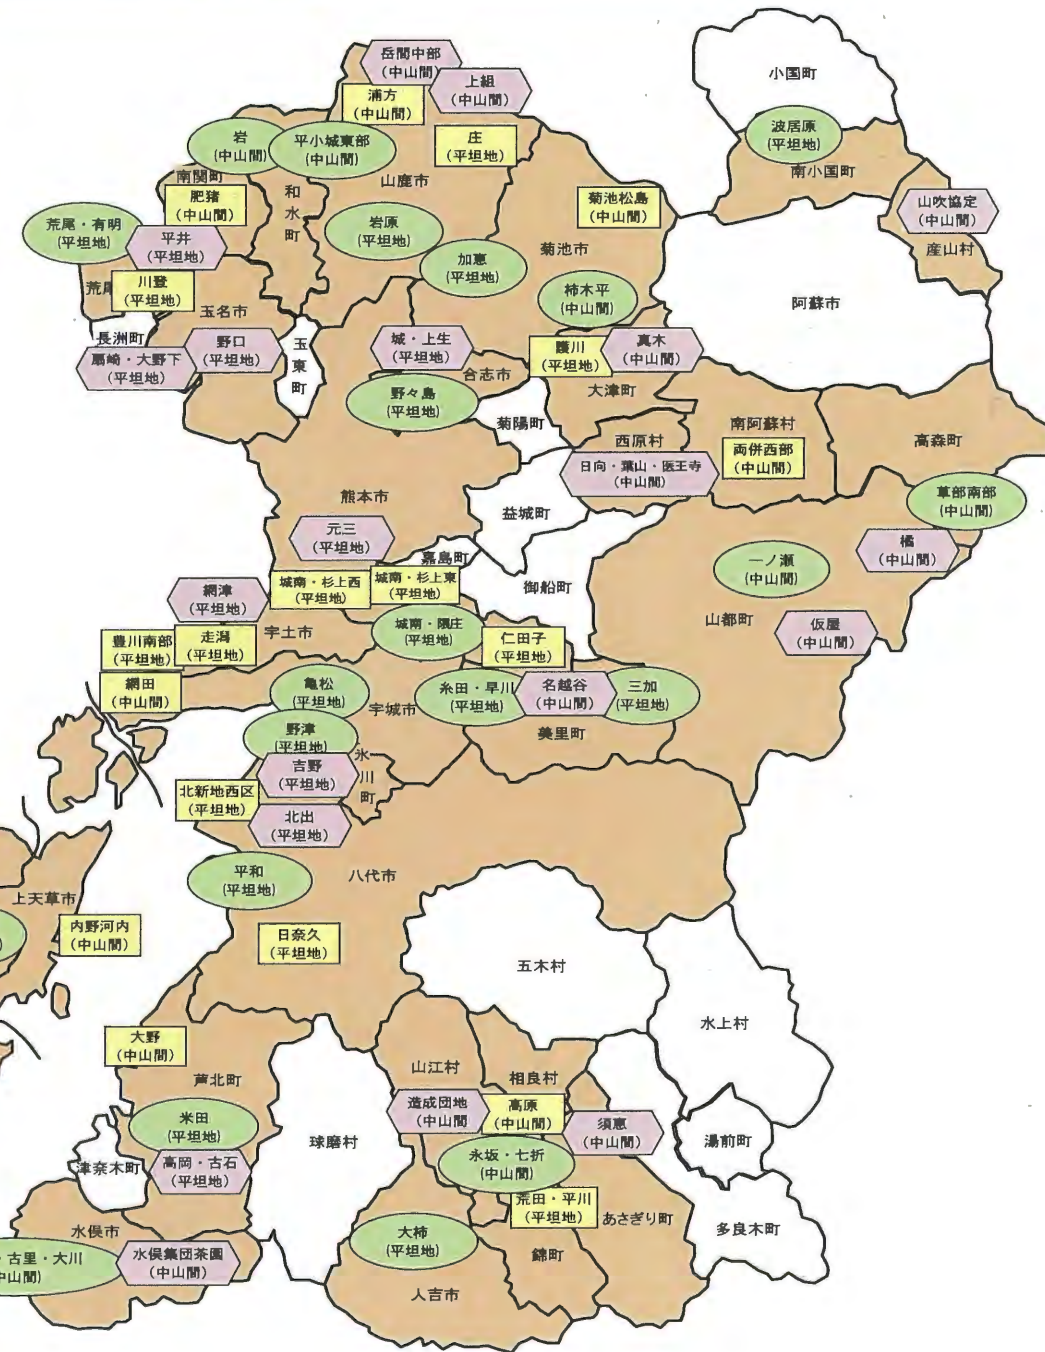 岳間中部
（中山間）
上組
（中山間）
小国町
浦方
（中山間）
波居原
（平坦地）
岩
（中山間）
平小城東部
（中山間）
庄
（平坦地）
南小国町
南関町
山鹿市
肥猪
（中山間）
和水町
菊池松島
（中山間）
山吹協定
（中山間）
荒尾・有明
（平坦地）
平井
（平坦地）
岩原
（平坦地）
加恵
（平坦地）
菊池市
産山村
荒尾
川登
（平坦地）
玉名市
柿木平
（中山間）
阿蘇市
長洲町
扇崎・大野下
（平坦地）
野口
（平坦地）
玉東町
城・上生
（平坦地）
合志市
護川
（平坦地）
真木
（中山間）
大津町
野々島
（平坦地）
菊陽町
西原村
南阿蘇村
高森町
日向・葉山・医王寺
（中山間）
両併西部
（中山間）
熊本市
益城町
草部南部
（中山間）
元三
（平坦地）
嘉島町
橘
（中山間）
一ノ瀬
（中山間）
御船町
網津
（平坦地）
城南・杉上西
（平坦地）
城南・杉上東
（平坦地）
山都町
仮屋
（中山間）
豊川南部
（平坦地）
走潟
（平坦地）
宇土市
城南・隈庄
（平坦地）
仁田子
（平坦地）
網田
（中山間）
亀松
（平坦地）
宇城市
糸田・早川
（平坦地）
名越谷
（中山間）
三加
（平坦地）
美里町
野津
（平坦地）
氷川町
吉野
（平坦地）
北新地西区
（平坦地）
北出
（平坦地）
平和
（平坦地）
八代市
上天草市
内野河内
（中山間）
日奈久
（平坦地）
五木村
水上村
大野
（中山間）
芦北町
山江村
相良村
造成団地
（中山間
高原
（中山間）
須恵
（中山間）
米田
（平坦地）
球磨村
湯前町
津奈木町
高岡・古石
（平坦地）
永坂・七折
（中山間）
荒田・平川
（平坦地）
あさぎり町
多良木町
水俣市
大柿
（平坦地）
錦町
・古里・大川
中山間）
水俣集団茶園
（中山間）
人吉市